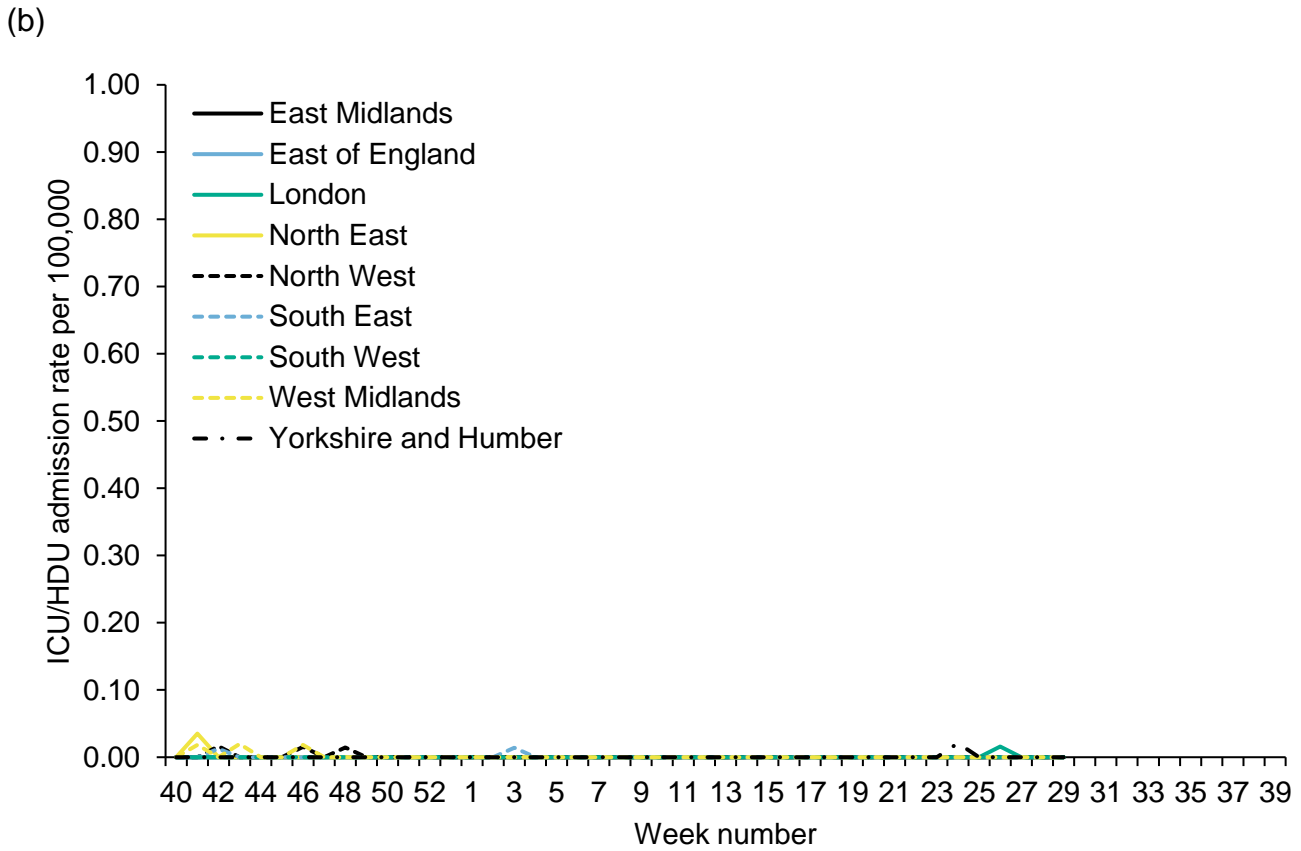 (b)
ICU/HDU admission rate per 100,000
1.00
0.90
0.80
0.70
0.60
0.50
0.40
0.30
0.20
0.10
0.00
East Midlands
East of England
London
North East
North West
South East
South West
West Midlands
Yorkshire and Humber
40 42 44 46 48 50 52 1 3 5 7 9 11 13 15 17 19 21 23 25 27 29 31 33 35 37 39
Week number